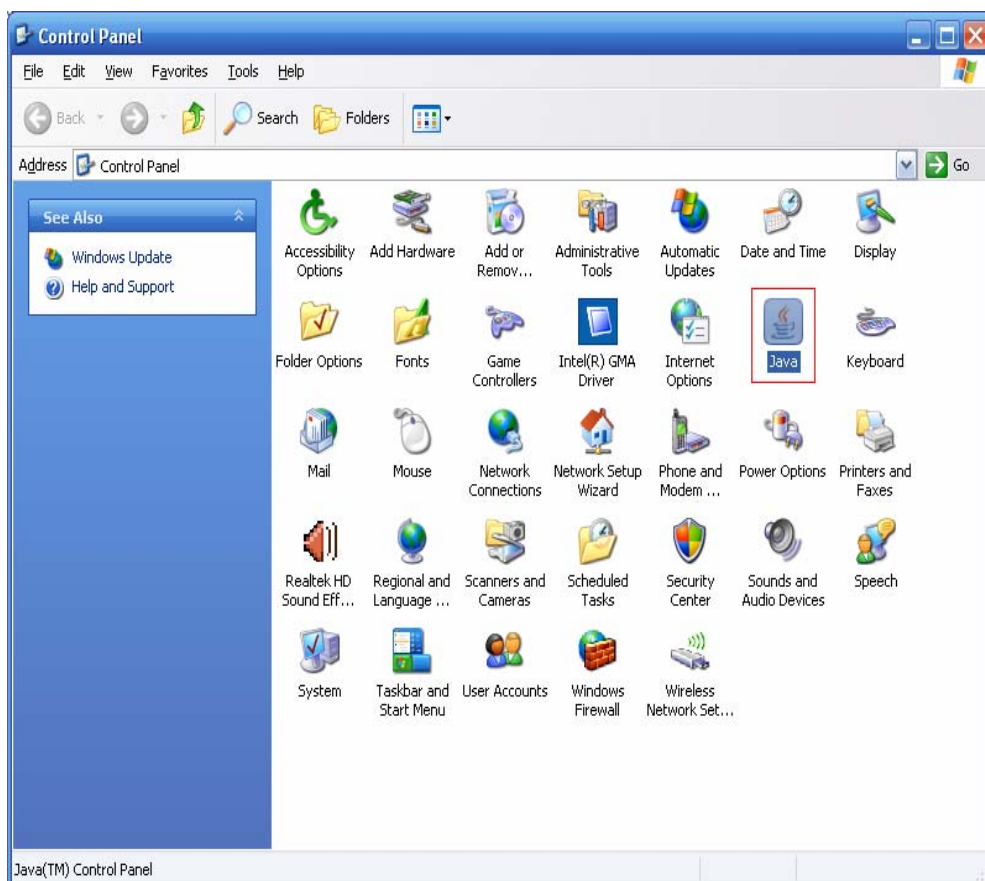 Control Panel
File Edit View Favorites Tools Help
Back Search Folders
Address Control Panel Go
See Also
Windows Update
Help and Support
Accessibility Options
Add Hardware
Add or Remov...
Administrative Tools
Automatic Updates
Date and Time
Display
Folder Options
Fonts
Game Controllers
Intel(R) GMA Driver
Internet Options
Java
Keyboard
Mail
Mouse
Network Connections
Network Setup Wizard
Phone and Modem ...
Power Options
Printers and Faxes
Realtek HD Sound Eff...
Regional and Language ...
Scanners and Cameras
Scheduled Tasks
Security Center
Sounds and Audio Devices
Speech
System
Taskbar and Start Menu
User Accounts
Windows Firewall
Wireless Network Set...
Java(TM) Control Panel